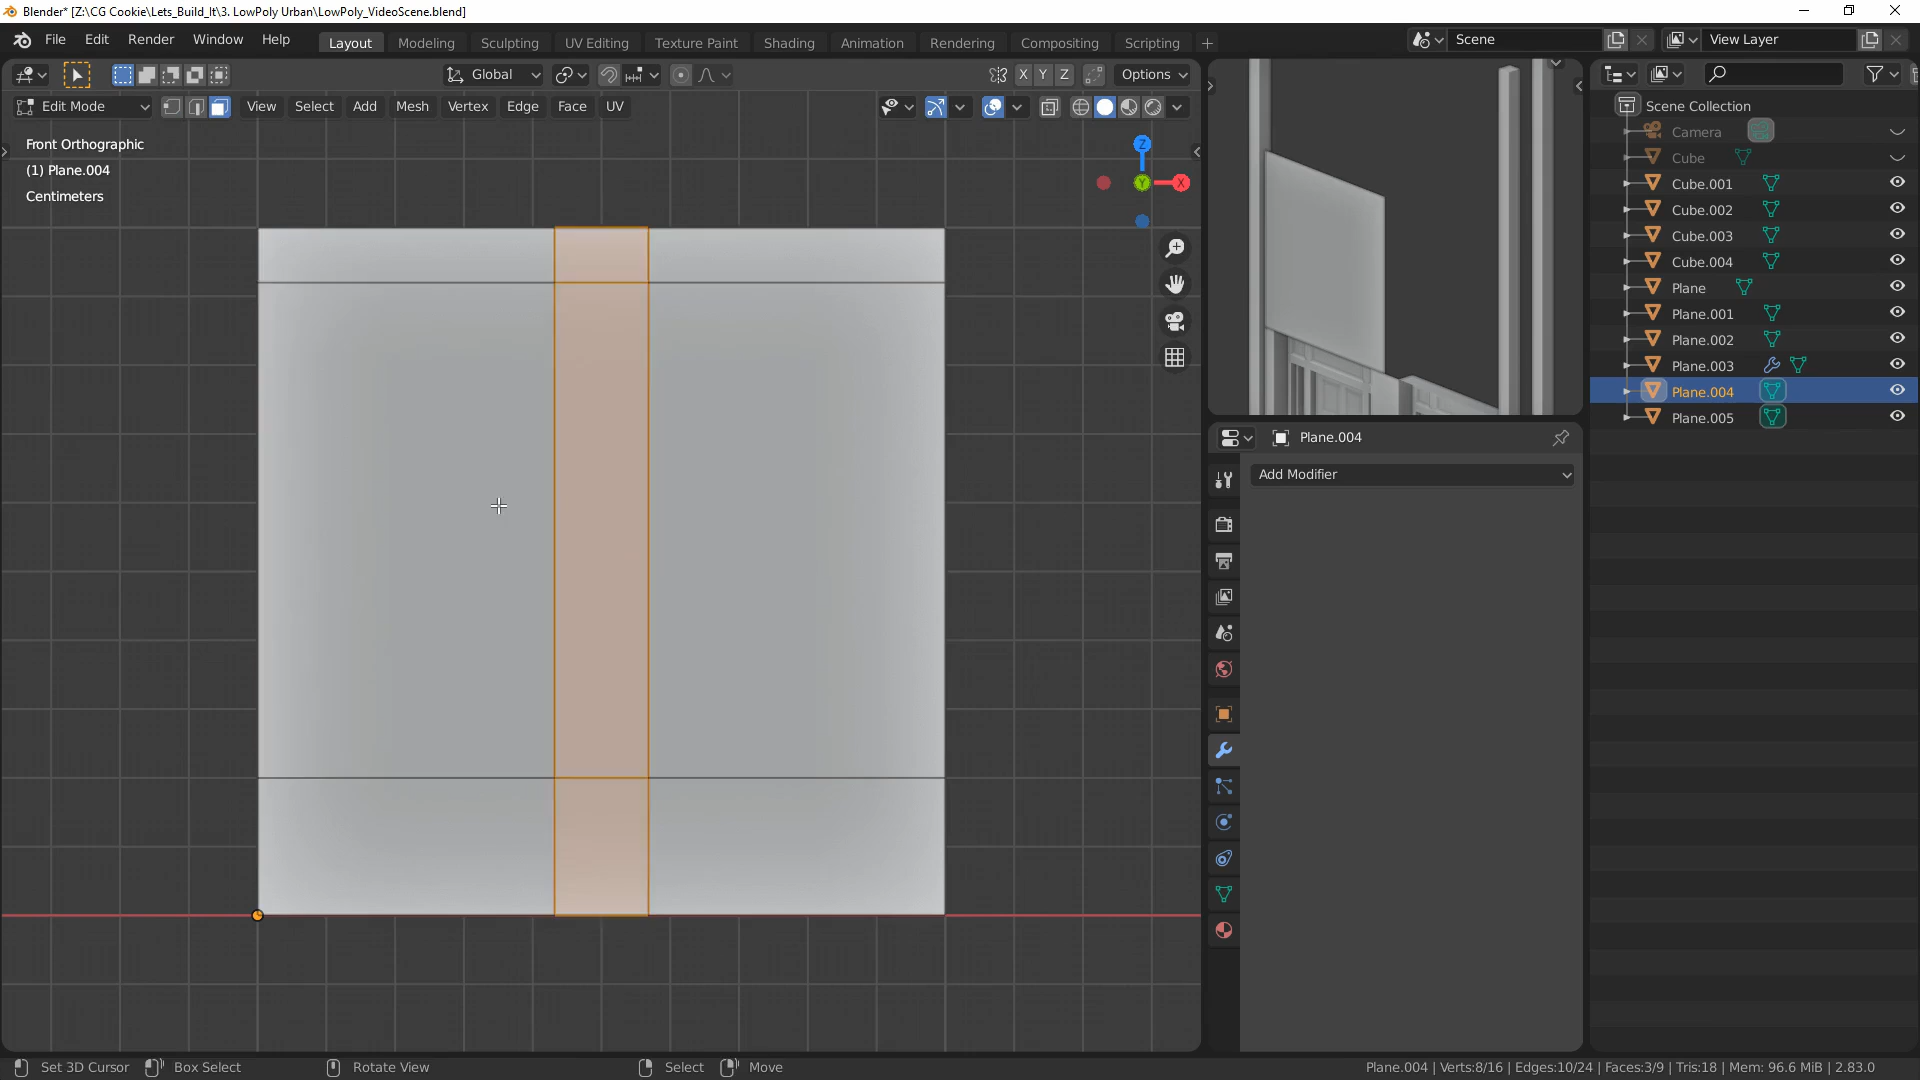 Blender* [Z:\CG Cookie\Lets_Build_It\3. LowPoly Urban\LowPoly_VideoScene.blend]
File Edit Render Window Help Layout Modeling Sculpting UV Editing Texture Paint Shading Animation Rendering Compositing Scripting + Scene View Layer
Global X Y Z Options
Edit Mode View Select Add Mesh Vertex Edge Face UV
Scene Collection
Front Orthographic
(1) Plane.004
Centimeters
Z
Y
X
Camera
Cube
Cube.001
Cube.002
Cube.003
Cube.004
Plane
Plane.001
Plane.002
Plane.003
Plane.004
Plane.005
Plane.004
Add Modifier
Set 3D Cursor Box Select Rotate View Select Move Plane.004 | Verts:8/16 | Edges:10/24 | Faces:3/9 | Tris:18 | Mem: 96.6 MiB | 2.83.0